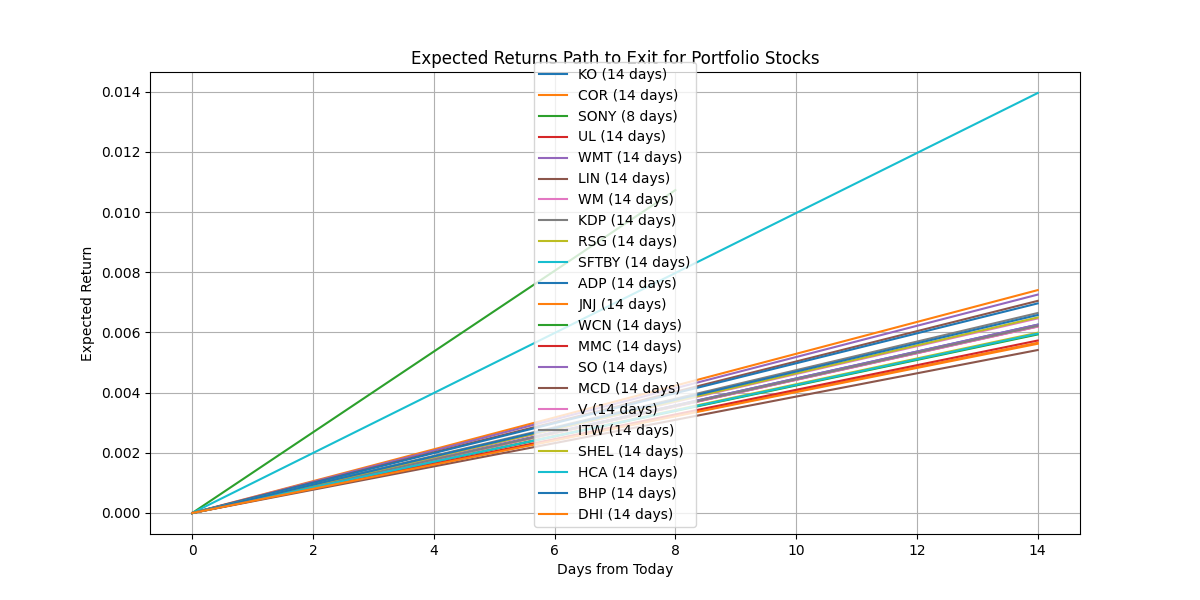 Expected Returns Path to Exit for Portfolio Stocks
KO (14 days)
COR (14 days)
SONY (8 days)
UL (14 days)
WMT (14 days)
LIN (14 days)
WM (14 days)
KDP (14 days)
RSG (14 days)
SFTBY (14 days)
ADP (14 days)
JNJ (14 days)
WCN (14 days)
MMC (14 days)
SO (14 days)
MCD (14 days)
V (14 days)
ITW (14 days)
SHEL (14 days)
HCA (14 days)
BHP (14 days)
DHI (14 days)
Expected Return
0.014
0.012
0.010
0.008
0.006
0.004
0.002
0.000
0 2 4 6 8 10 12 14
Days from Today